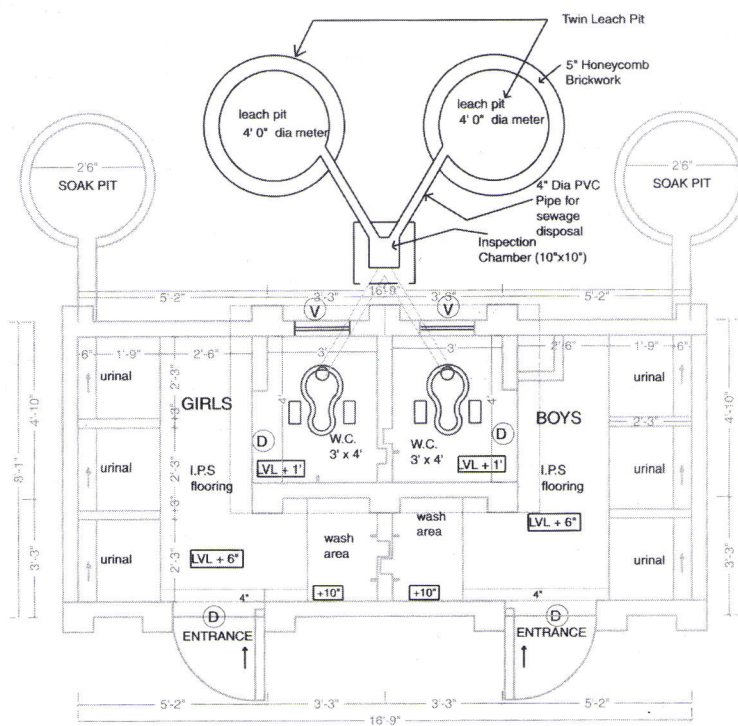 Twin Leach Pit
5" Honeycomb
Brickwork
leach pit
4' 0" dia meter
leach pit
4' 0" dia meter
2'6"
SOAK PIT
2'6"
SOAK PIT
4" Dia PVC
Pipe for
sewage
disposal
Inspection
Chamber (10"x10")
16'-9"
5'-2"
3'-3"
3'-6"
5'-2"
V
V
6"
1'-9"
2'-6"
3'
3'
2'-6"
1'-9"
6"
urinal
urinal
GIRLS
BOYS
2'-3"
4'
4'
4'-10"
4'-10"
8'-1"
2'-3"
D
D
W.C.
3' x 4'
W.C.
3' x 4'
3"
urinal
urinal
I.P.S
flooring
LVL + 1'
LVL + 1'
I.P.S
flooring
2'-3"
3"
wash
area
wash
area
LVL + 6"
3'-3"
3'-3"
urinal
urinal
LVL + 6"
2'-3"
+10"
+10"
4"
4"
D
D
ENTRANCE
ENTRANCE
5'-2"
3'-3"
3'-3"
5'-2"
16'-9"